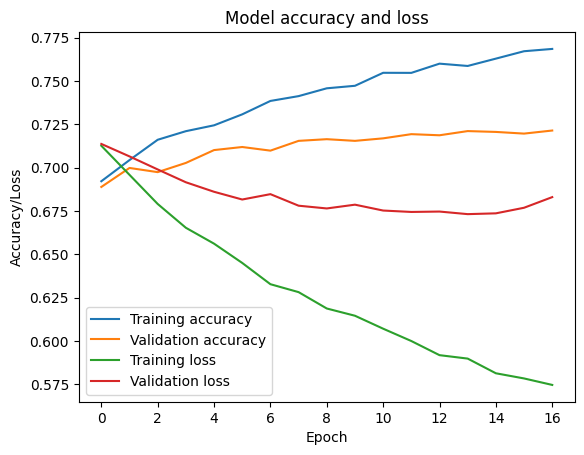 Model accuracy and loss
Accuracy/Loss
0.775
0.750
0.725
0.700
0.675
0.650
0.625
0.600
0.575
Training accuracy
Validation accuracy
Training loss
Validation loss
0 2 4 6 8 10 12 14 16
Epoch